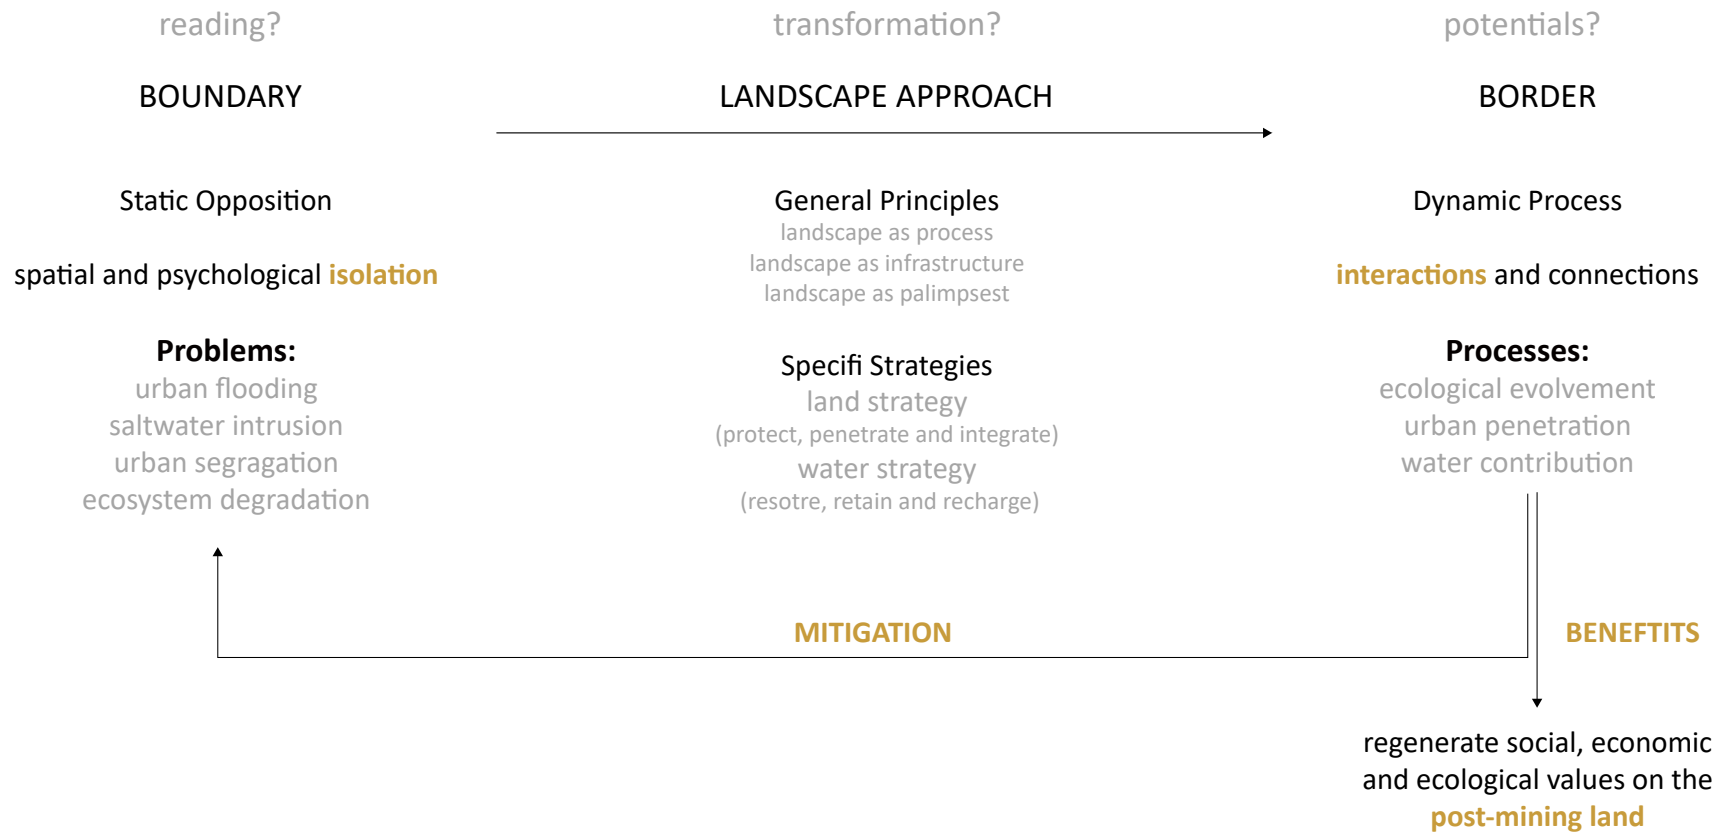 reading?
transformation?
potentials?
BOUNDARY
LANDSCAPE APPROACH
BORDER
Static Opposition
spatial and psychological isolation
Problems:
urban flooding
saltwater intrusion
urban segragation
ecosystem degradation
General Principles
landscape as process
landscape as infrastructure
landscape as palimpsest
Specifi Strategies
land strategy
(protect, penetrate and integrate)
water strategy
(resotre, retain and recharge)
Dynamic Process
interactions and connections
Processes:
ecological evolvement
urban penetration
water contribution
MITIGATION
BENEFTITS
regenerate social, economic
and ecological values on the
post-mining land